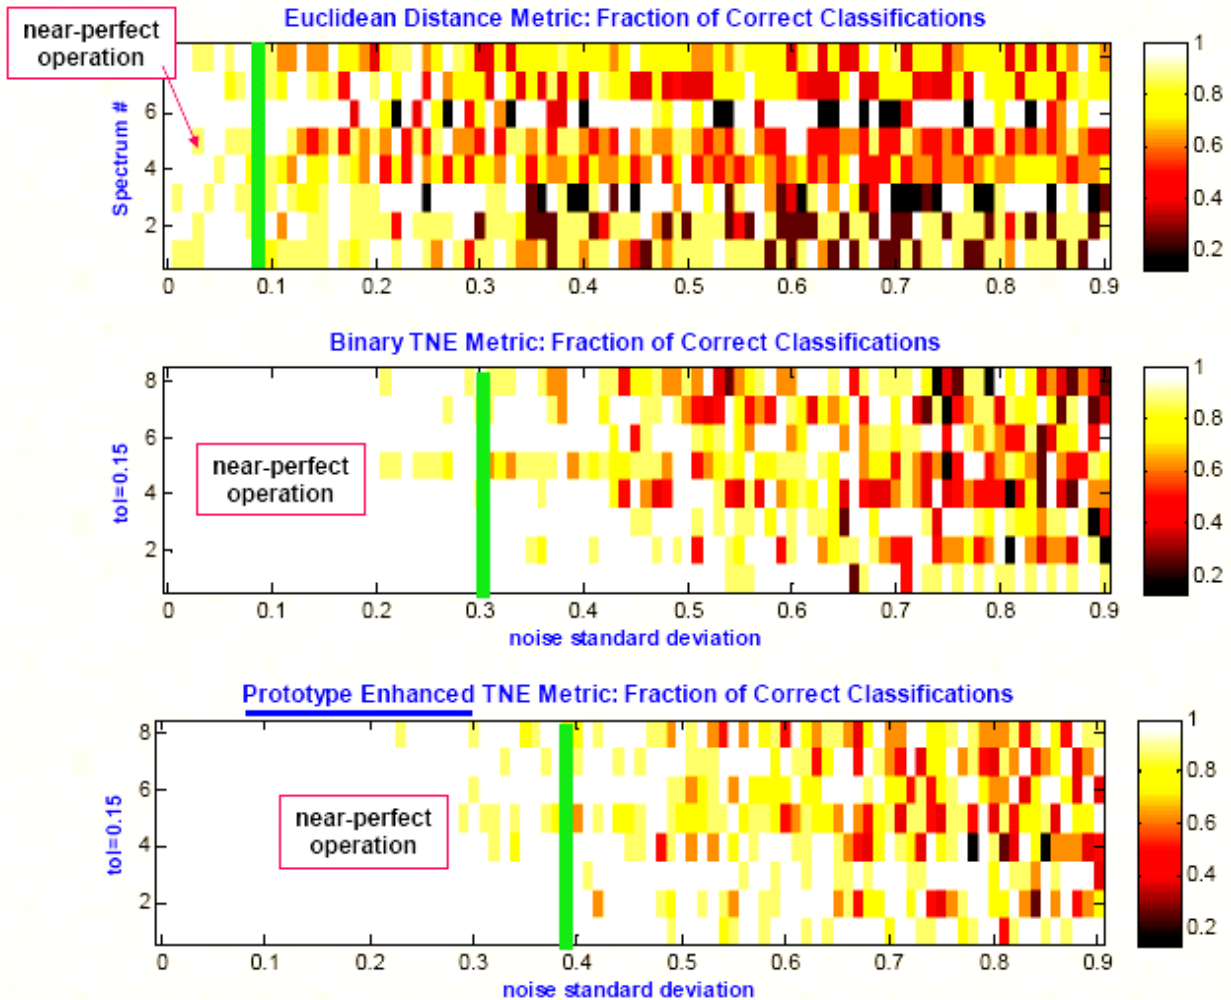 Euclidean Distance Metric: Fraction of Correct Classifications
near-perfect
operation
Spectrum #
6
4
2
0 0.1 0.2 0.3 0.4 0.5 0.6 0.7 0.8 0.9
1
0.8
0.6
0.4
0.2
Binary TNE Metric: Fraction of Correct Classifications
near-perfect
operation
tol=0.15
8
6
4
2
0 0.1 0.2 0.3 0.4 0.5 0.6 0.7 0.8 0.9
noise standard deviation
1
0.8
0.6
0.4
0.2
Prototype Enhanced TNE Metric: Fraction of Correct Classifications
near-perfect
operation
tol=0.15
8
6
4
2
0 0.1 0.2 0.3 0.4 0.5 0.6 0.7 0.8 0.9
noise standard deviation
1
0.8
0.6
0.4
0.2